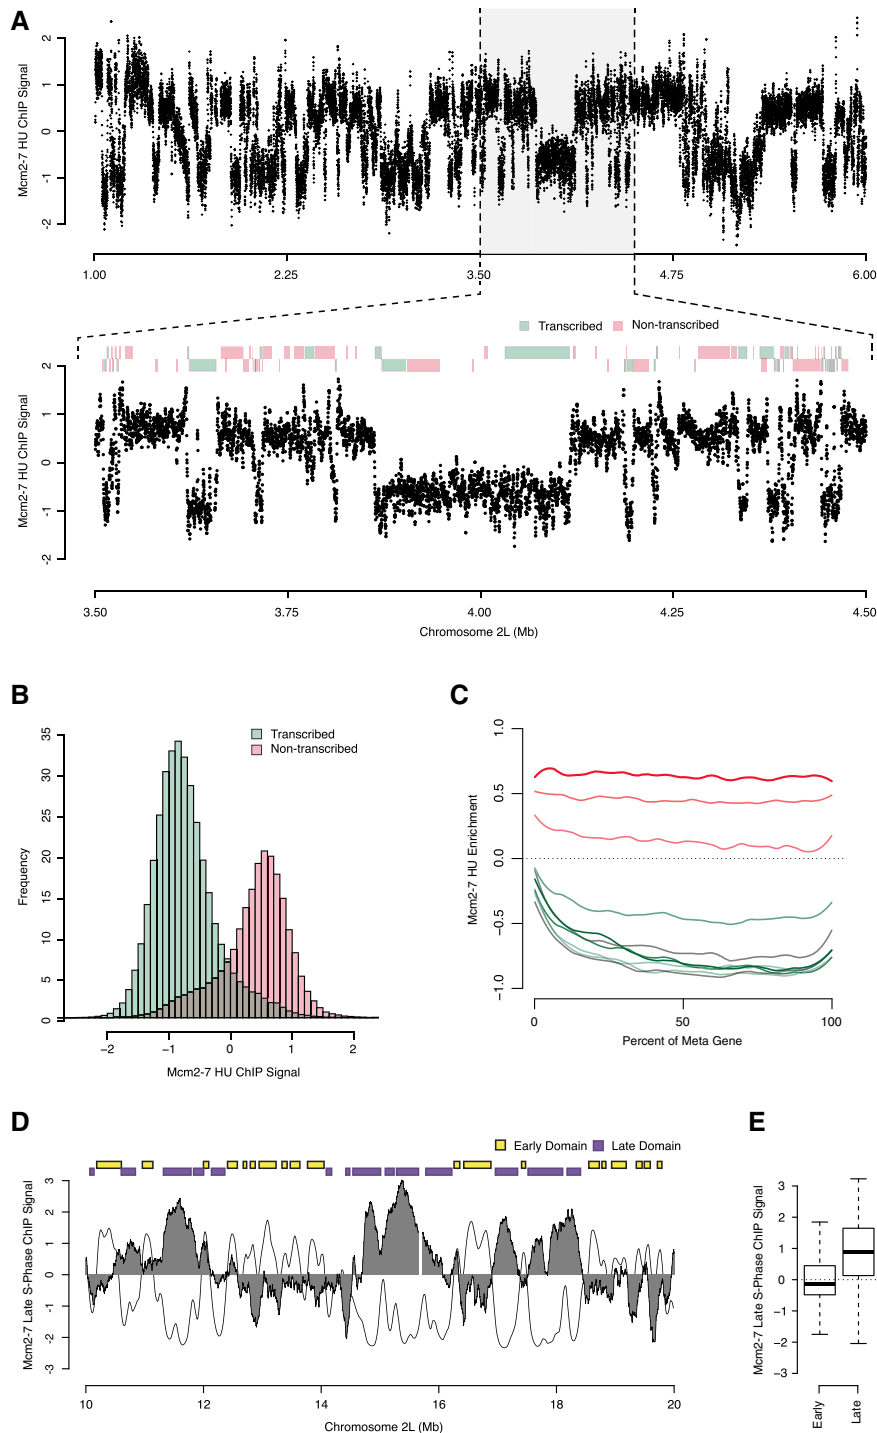 A
Mcm2-7 HU ChIP Signal
2
1
0
-1
-2
1.00 2.25 3.50 4.75 6.00
Transcribed Non-transcribed
Mcm2-7 HU ChIP Signal
2
1
0
-1
-2
3.50 3.75 4.00 4.25 4.50
Chromosome 2L (Mb)
B
Transcribed
Non-transcribed
Frequency
35
30
25
20
15
10
5
0
−2 −1 0 1 2
Mcm2-7 HU ChIP Signal
C
Mcm2-7 HU Enrichment
1.0
0.5
0.0
−0.5
−1.0
0 50 100
Percent of Meta Gene
D
Early Domain Late Domain
Mcm2-7 Late S-Phase ChIP Signal
3
2
1
0
-1
-2
-3
10 12 14 16 18 20
Chromosome 2L (Mb)
E
Mcm2-7 Late S-Phase ChIP Signal
3
2
1
0
−1
−2
−3
Early Late